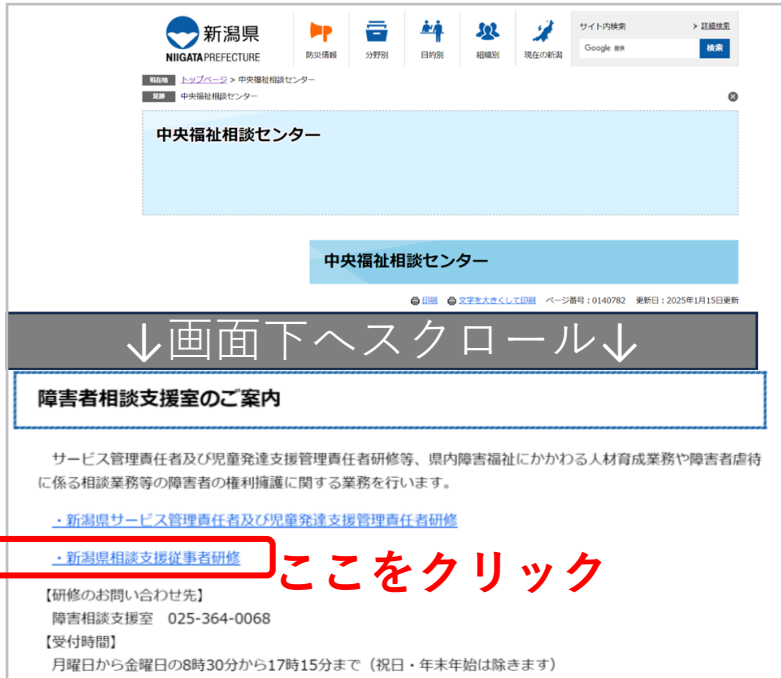 新潟県
NIIGATA PREFECTURE
防災情報
分野別
目的別
組織別
現在の新潟
サイト内検索
> 詳細検索
Google 提供
検索
現在地 トップページ > 中央福祉相談センター
足跡 中央福祉相談センター
中央福祉相談センター
中央福祉相談センター
印刷 文字を大きくして印刷 ページ番号:0140782 更新日:2025年1月15日更新
↓画面下へスクロール↓
障害者相談支援室のご案内
サービス管理責任者及び児童発達支援管理責任者研修等、県内障害福祉にかかわる人材育成業務や障害者虐待
に係る相談業務等の障害者の権利擁護に関する業務を行います。
・新潟県サービス管理責任者及び児童発達支援管理責任者研修
・新潟県相談支援従事者研修
ここをクリック
【研修のお問い合わせ先】
障害相談支援室 025-364-0068
【受付時間】
月曜日から金曜日の8時30分から17時15分まで（祝日・年末年始は除きます）